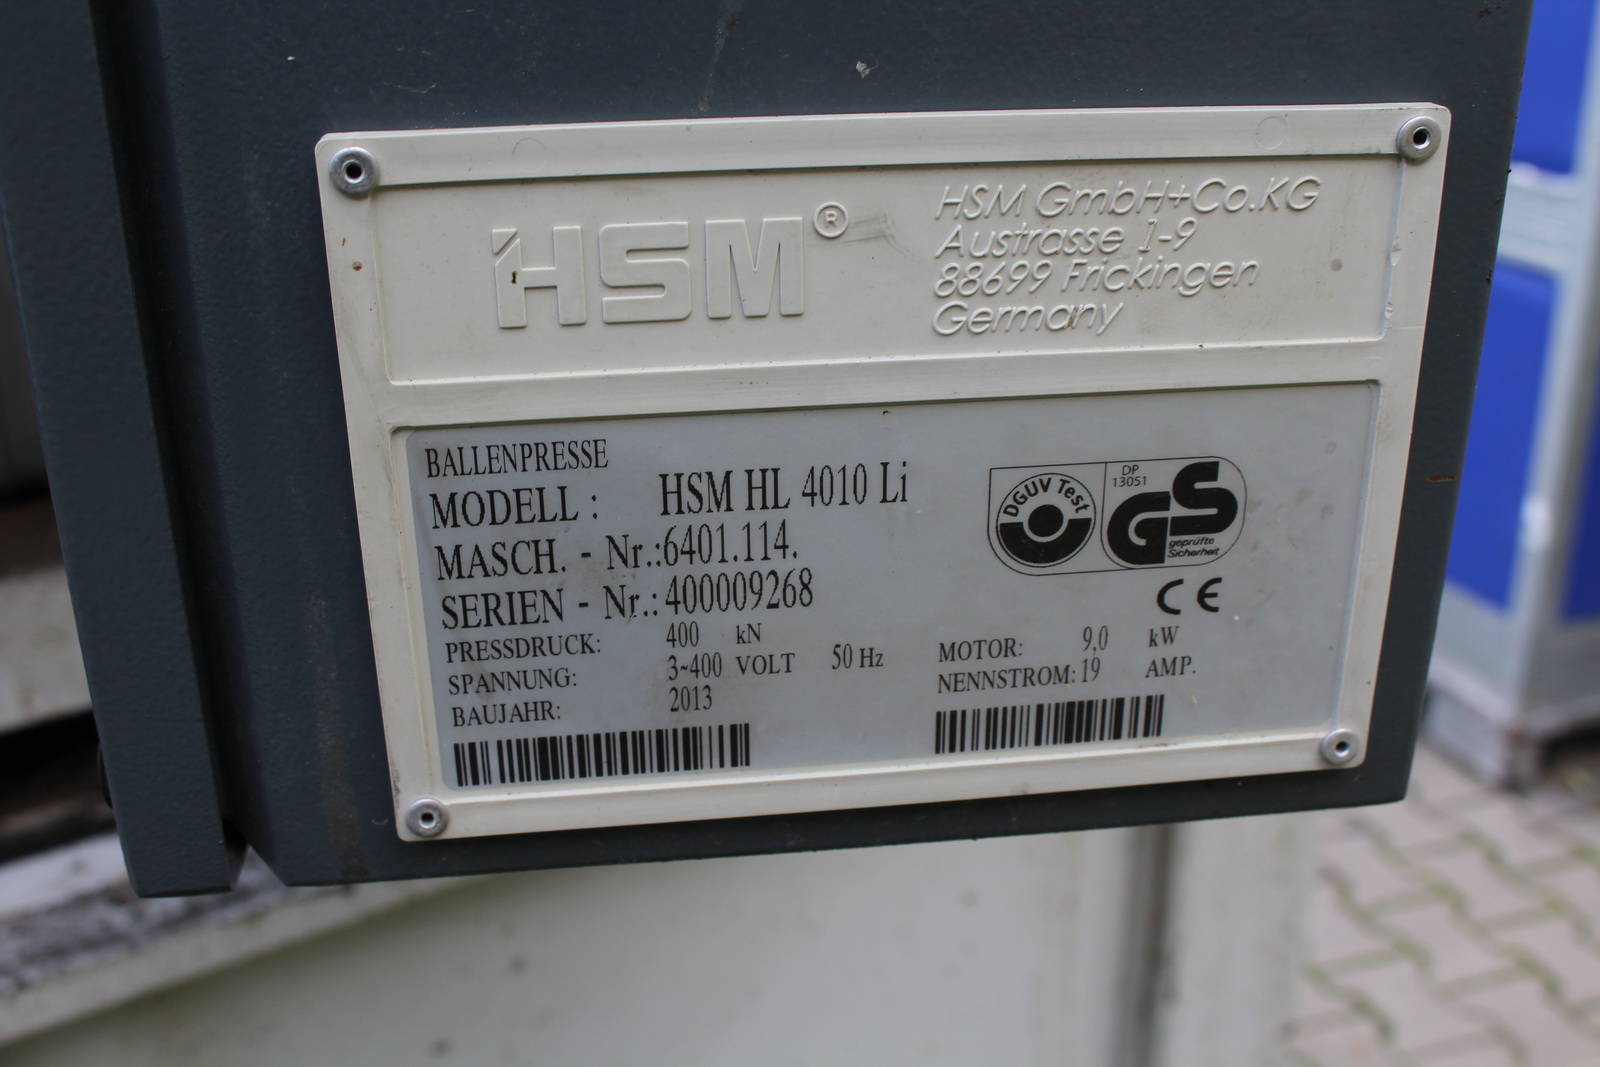 HSM®
HSM GmbH+Co.KG
Austrasse 1-9
88699 Frickingen
Germany
BALLENPRESSE
MODELL : HSM HL 4010 Li
MASCH. - Nr.:6401.114.
SERIEN - Nr.: 400009268
PRESSDRUCK: 400 kN
SPANNUNG: 3~400 VOLT 50 Hz
BAUJAHR: 2013
DGUV Test
DP
13051
GS
geprüfte
Sicherheit
CE
MOTOR: 9,0 kW
NENNSTROM: 19 AMP.